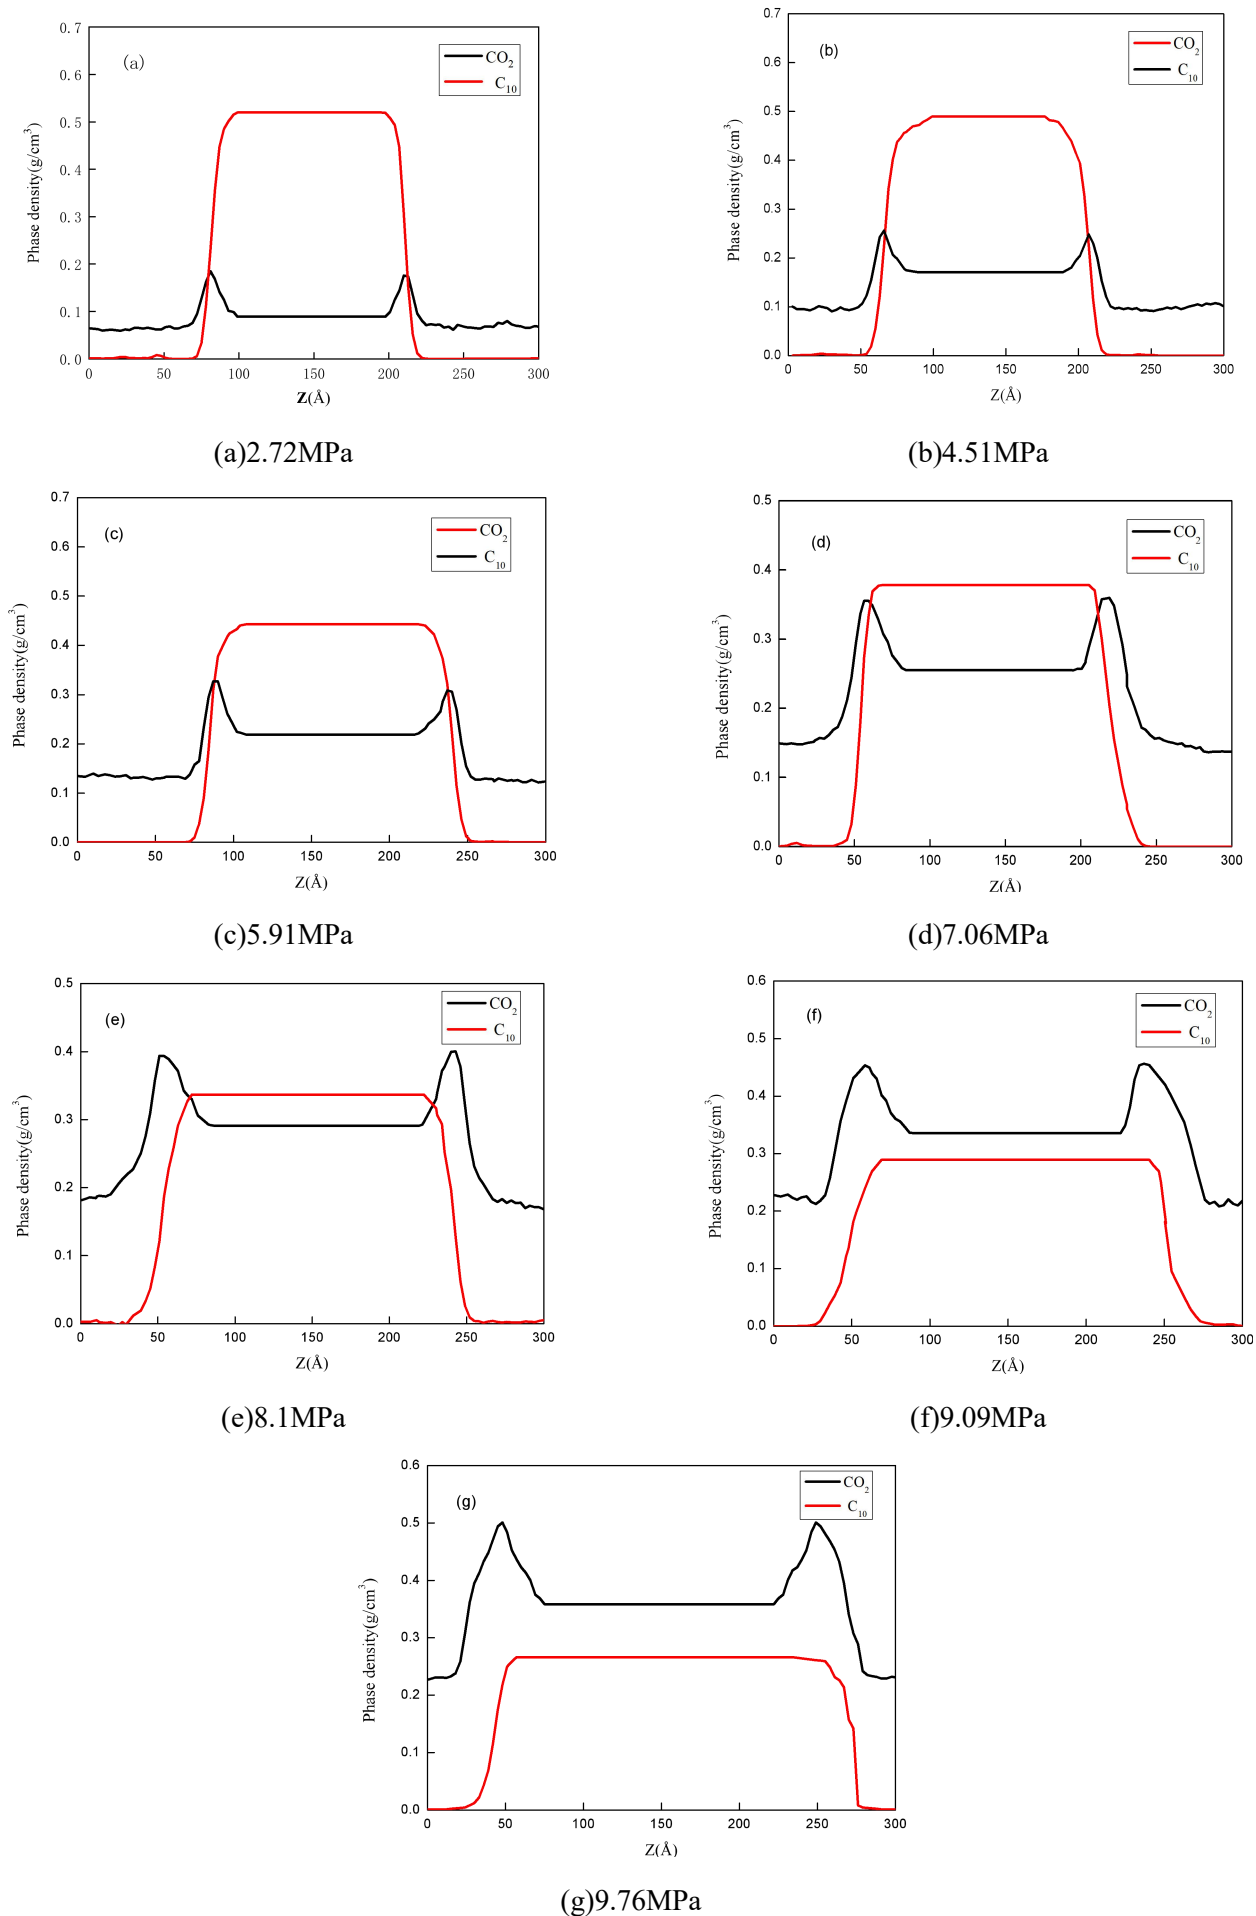 (a)
CO2
C10
Phase density(g/cm3)
0.7
0.6
0.5
0.4
0.3
0.2
0.1
0.0
0 50 100 150 200 250 300
Z(Å)
(a)2.72MPa
(b)
CO2
C10
Phase density(g/cm3)
0.7
0.6
0.5
0.4
0.3
0.2
0.1
0.0
0 50 100 150 200 250 300
Z(Å)
(b)4.51MPa
(c)
CO2
C10
Phase density(g/cm3)
0.7
0.6
0.5
0.4
0.3
0.2
0.1
0.0
0 50 100 150 200 250 300
Z(Å)
(c)5.91MPa
(d)
CO2
C10
Phase density(g/cm3)
0.5
0.4
0.3
0.2
0.1
0.0
0 50 100 150 200 250 300
Z(Å)
(d)7.06MPa
(e)
CO2
C10
Phase density(g/cm3)
0.5
0.4
0.3
0.2
0.1
0.0
0 50 100 150 200 250 300
Z(Å)
(e)8.1MPa
(f)
CO2
C10
Phase density(g/cm3)
0.6
0.5
0.4
0.3
0.2
0.1
0.0
0 50 100 150 200 250 300
Z(Å)
(f)9.09MPa
(g)
CO2
C10
Phase density(g/cm3)
0.6
0.5
0.4
0.3
0.2
0.1
0.0
0 50 100 150 200 250 300
Z(Å)
(g)9.76MPa